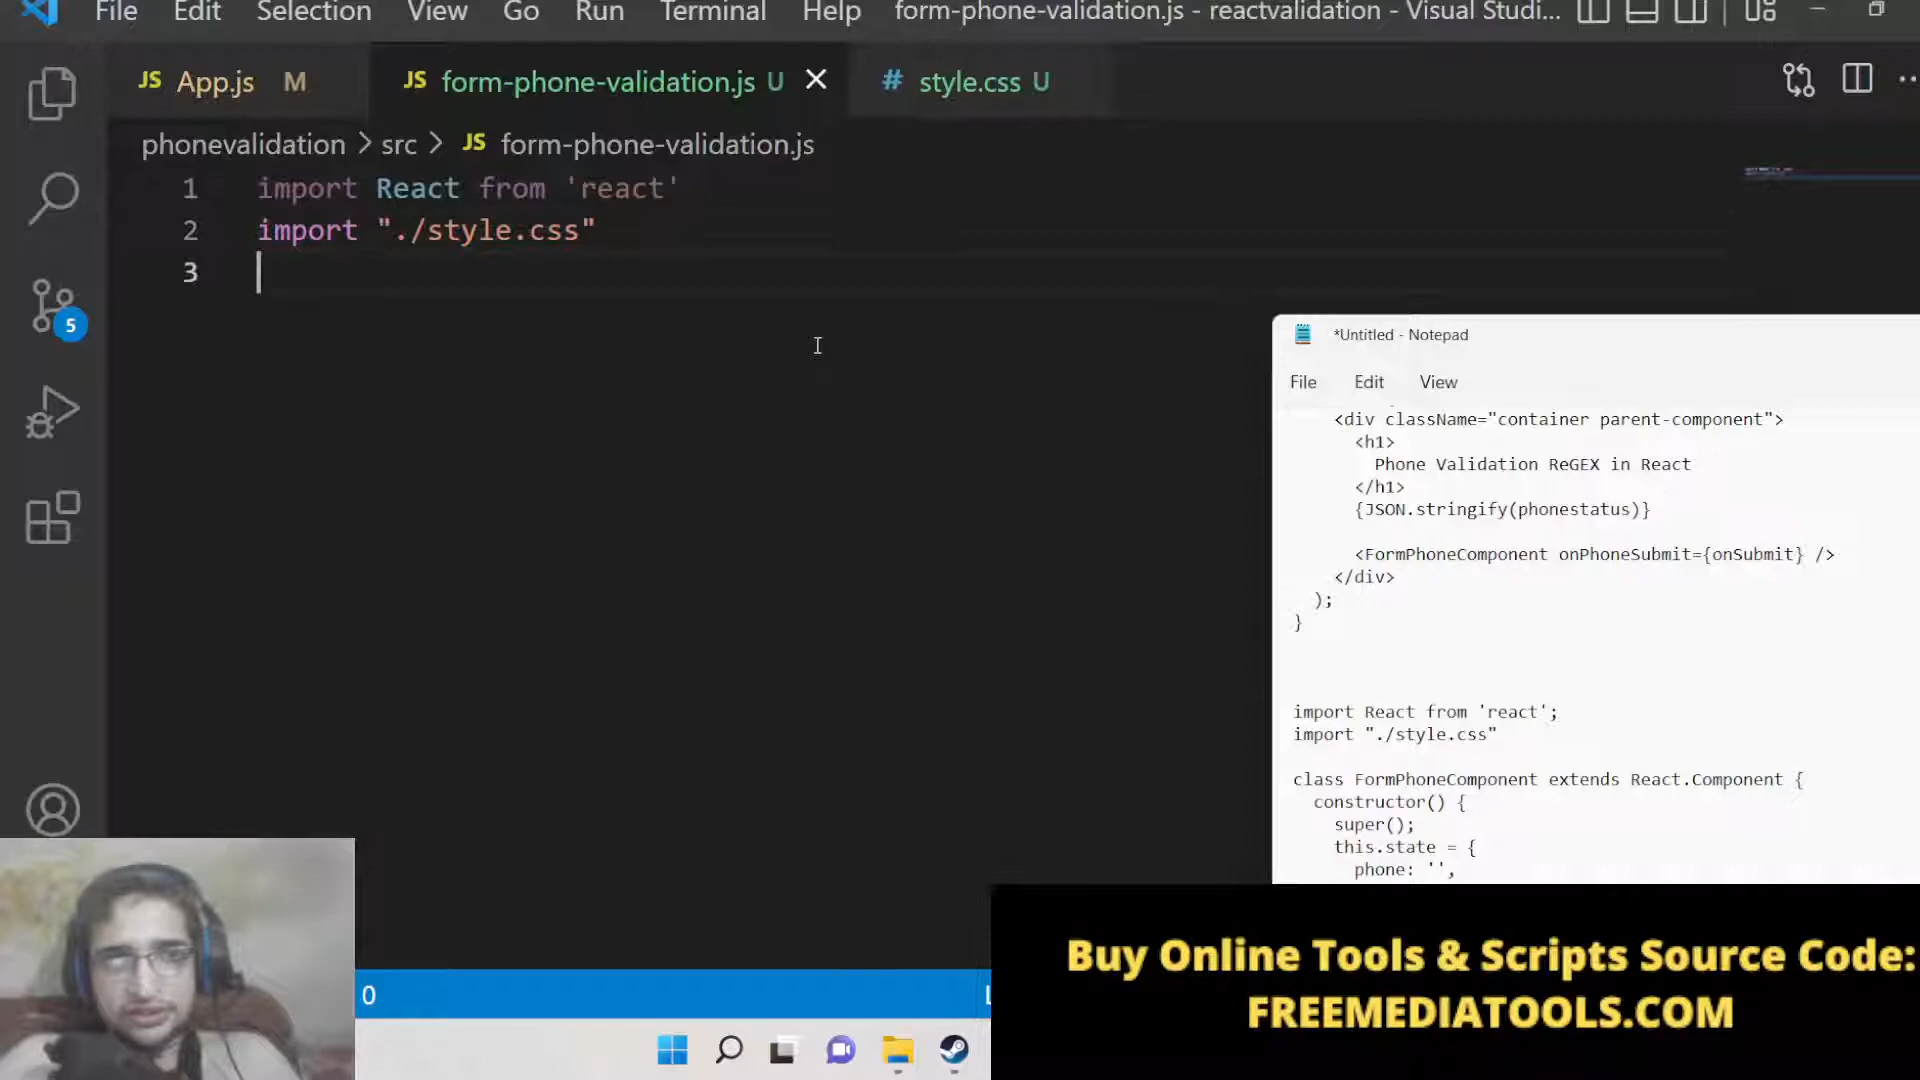 File Edit Selection View Go Run Terminal Help form-phone-validation.js - reactvalidation - Visual Studi...
JS App.js M JS form-phone-validation.js U # style.css U
phonevalidation > src > JS form-phone-validation.js
1 import React from 'react'
2 import "./style.css"
3
5
*Untitled - Notepad
File Edit View
<div className="container parent-component">
<h1>
Phone Validation ReGEX in React
</h1>
{JSON.stringify(phonestatus)}
<FormPhoneComponent onPhoneSubmit={onSubmit} />
</div>
);
}
import React from 'react';
import "./style.css"
class FormPhoneComponent extends React.Component {
constructor() {
super();
this.state = {
phone: '',
Buy Online Tools & Scripts Source Code:
FREEMEDIATOOLS.COM
0